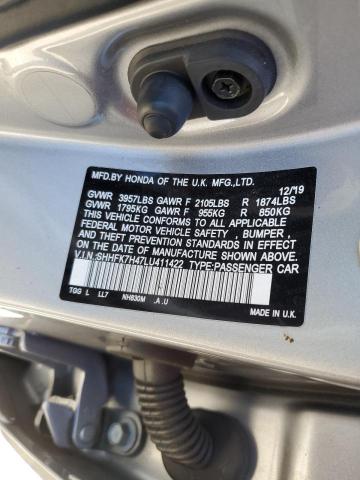 MFD.BY HONDA OF THE U.K. MFG.,LTD. 12/19
GVWR 3957LBS GAWR F 2105LBS R 1874LBS
GVWR 1795KG GAWR F 955KG R 850KG
THIS VEHICLE CONFORMS TO ALL APPLICABLE
FEDERAL MOTOR VEHICLE SAFETY,
BUMPER, AND THEFT PREVENTION
STANDARDS IN EFFECT ON THE
DATE OF MANUFACTURE SHOWN ABOVE.
V.I.N:SHHFK7H47LU411422 TYPE:PASSENGER CAR
TGG L LL7 NH830M .A .U
MADE IN U.K.